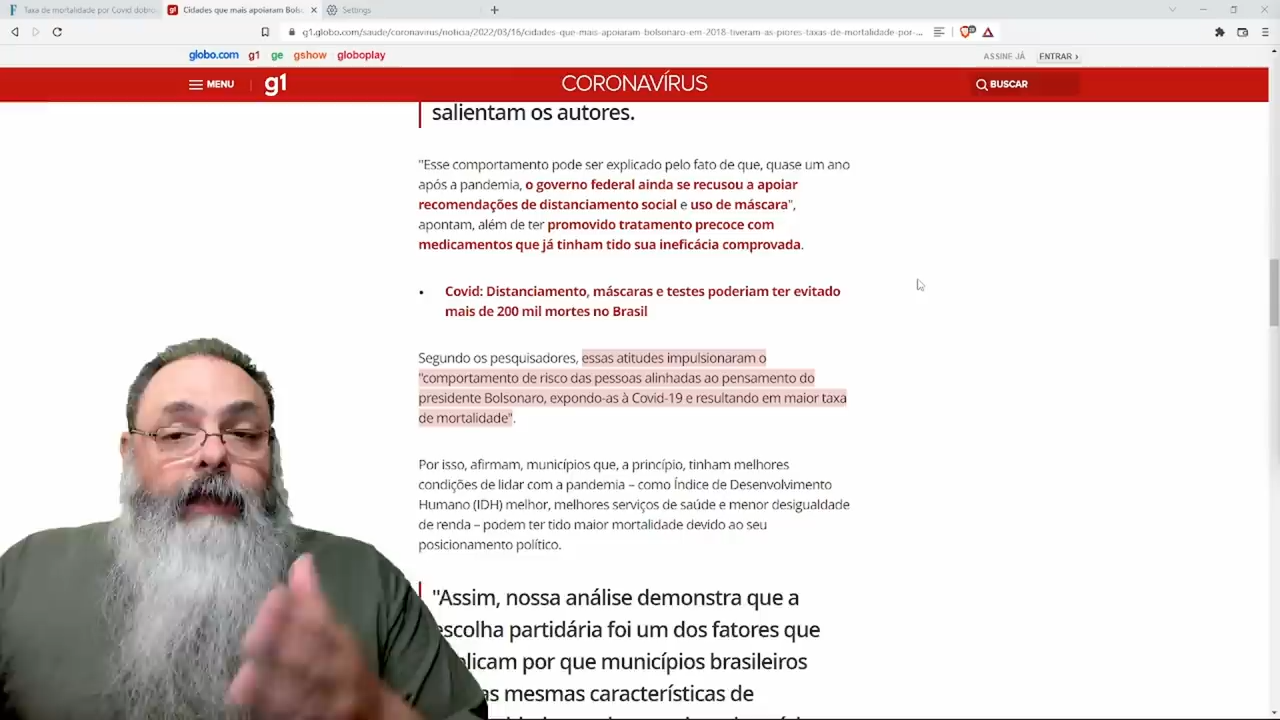 Taxa de mortalidade por Covid dobro
Cidades que mais apoiaram Bols
Settings
g1.globo.com/saude/coronavirus/noticia/2022/03/16/cidades-que-mais-apoiaram-bolsonaro-em-2018-tiveram-as-piores-taxas-de-mortalidade-por-...
globo.com g1 ge gshow globoplay
ASSINE JÁ ENTRAR ›
MENU g1 CORONAVÍRUS BUSCAR
salientam os autores.
"Esse comportamento pode ser explicado pelo fato de que, quase um ano
após a pandemia, o governo federal ainda se recusou a apoiar
recomendações de distanciamento social e uso de máscara",
apontam, além de ter promovido tratamento precoce com
medicamentos que já tinham tido sua ineficácia comprovada.
• Covid: Distanciamento, máscaras e testes poderiam ter evitado
mais de 200 mil mortes no Brasil
Segundo os pesquisadores, essas atitudes impulsionaram o
"comportamento de risco das pessoas alinhadas ao pensamento do
presidente Bolsonaro, expondo-as à Covid-19 e resultando em maior taxa
de mortalidade".
Por isso, afirmam, municípios que, a princípio, tinham melhores
condições de lidar com a pandemia – como Índice de Desenvolvimento
Humano (IDH) melhor, melhores serviços de saúde e menor desigualdade
de renda – podem ter tido maior mortalidade devido ao seu
posicionamento político.
"Assim, nossa análise demonstra que a
escolha partidária foi um dos fatores que
plicam por que municípios brasileiros
as mesmas características de